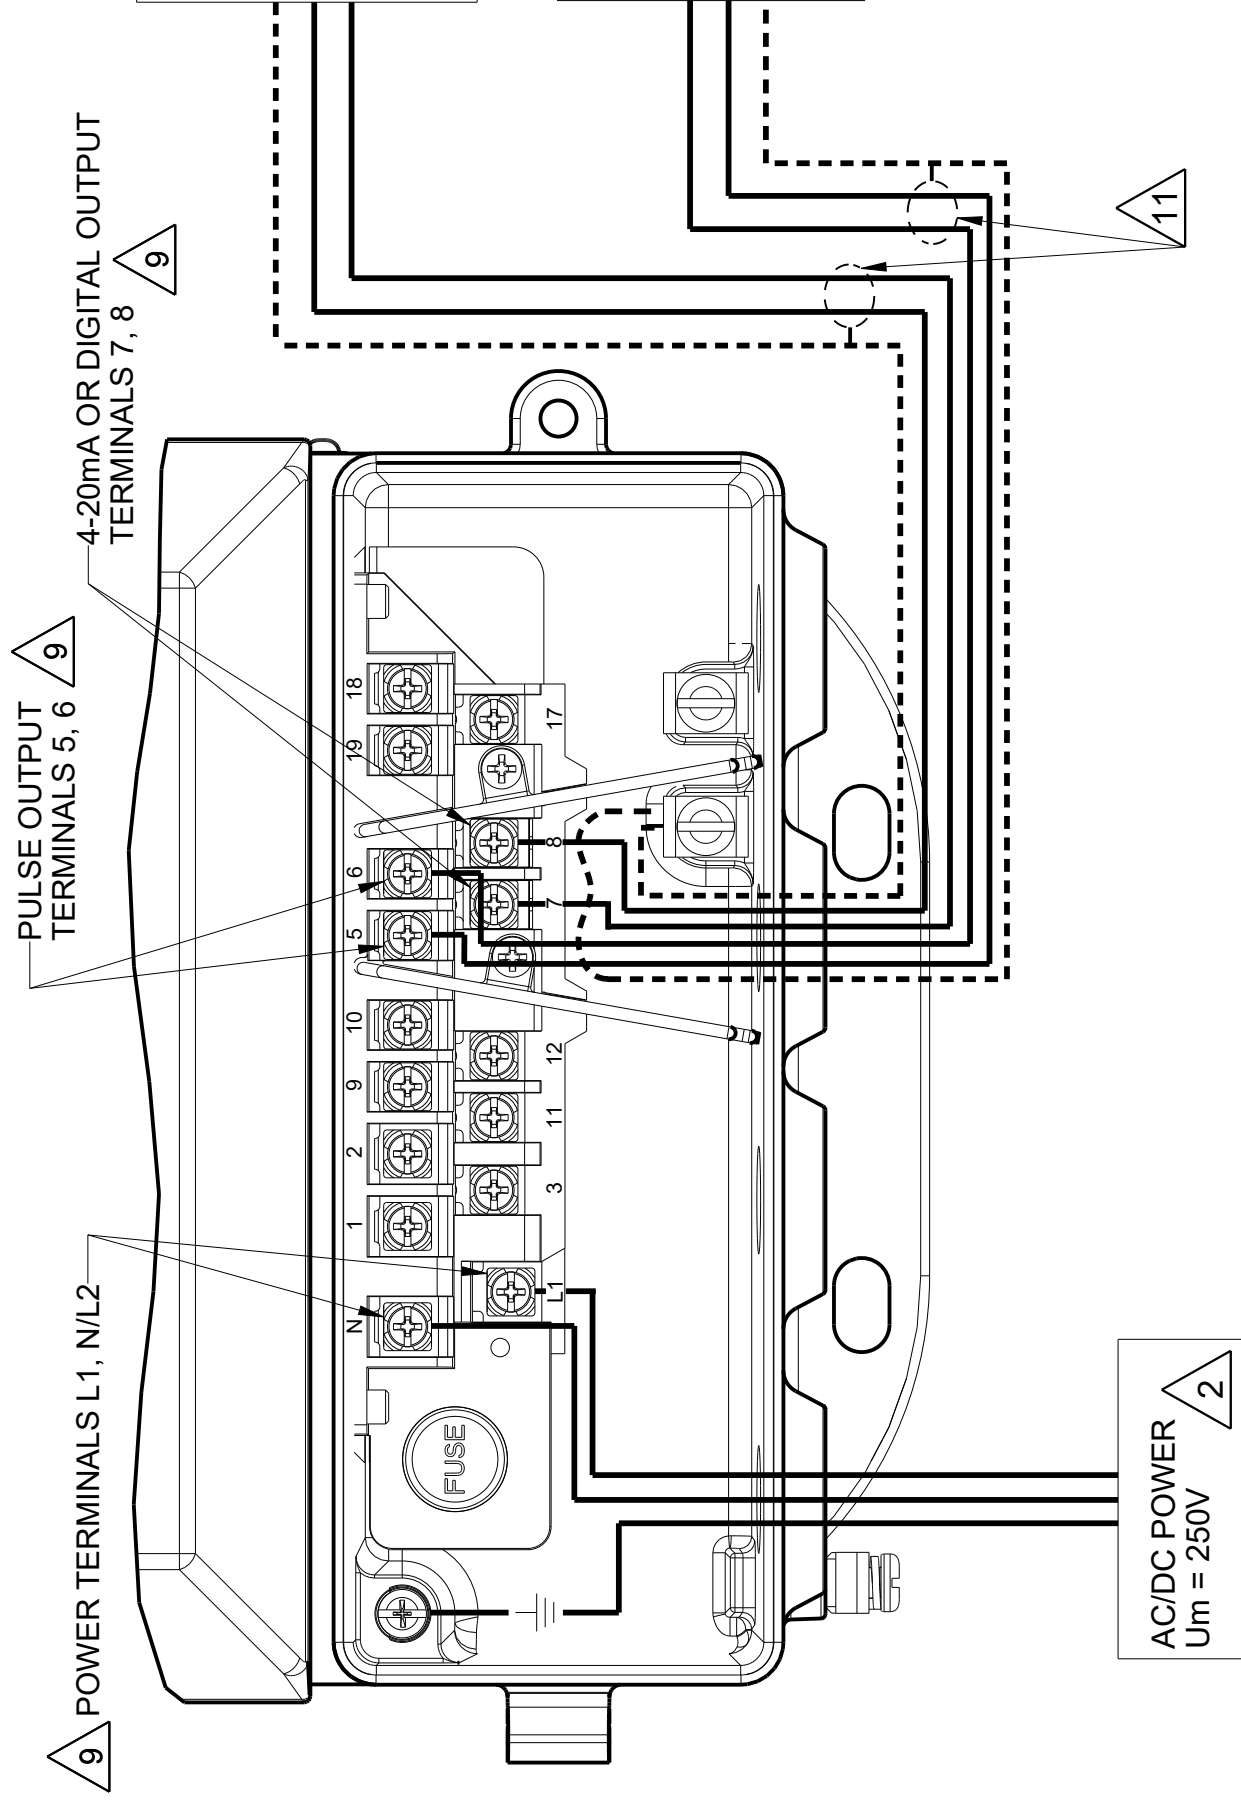 9
POWER TERMINALS L1, N/L2
PULSE OUTPUT
TERMINALS 5, 6
9
4-20mA OR DIGITAL OUTPUT
TERMINALS 7, 8
9
N
1
2
9
10
5
6
19
18
L1
3
11
12
7
8
17
FUSE
AC/DC POWER
Um = 250V
2
11